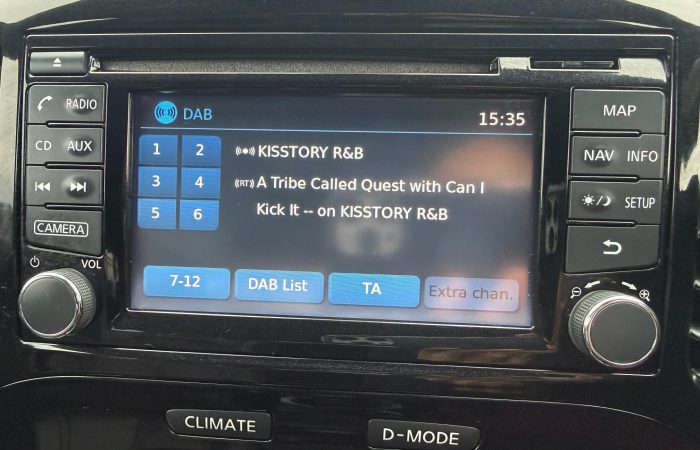 DAB
15:35
1 2
((●)) KISSTORY R&B
3 4
((RT)) A Tribe Called Quest with Can I
5 6
Kick It -- on KISSTORY R&B
7-12
DAB List
TA
Extra chan.
RADIO
CD AUX
CAMERA
VOL
MAP
NAV INFO
SETUP
CLIMATE
D-MODE